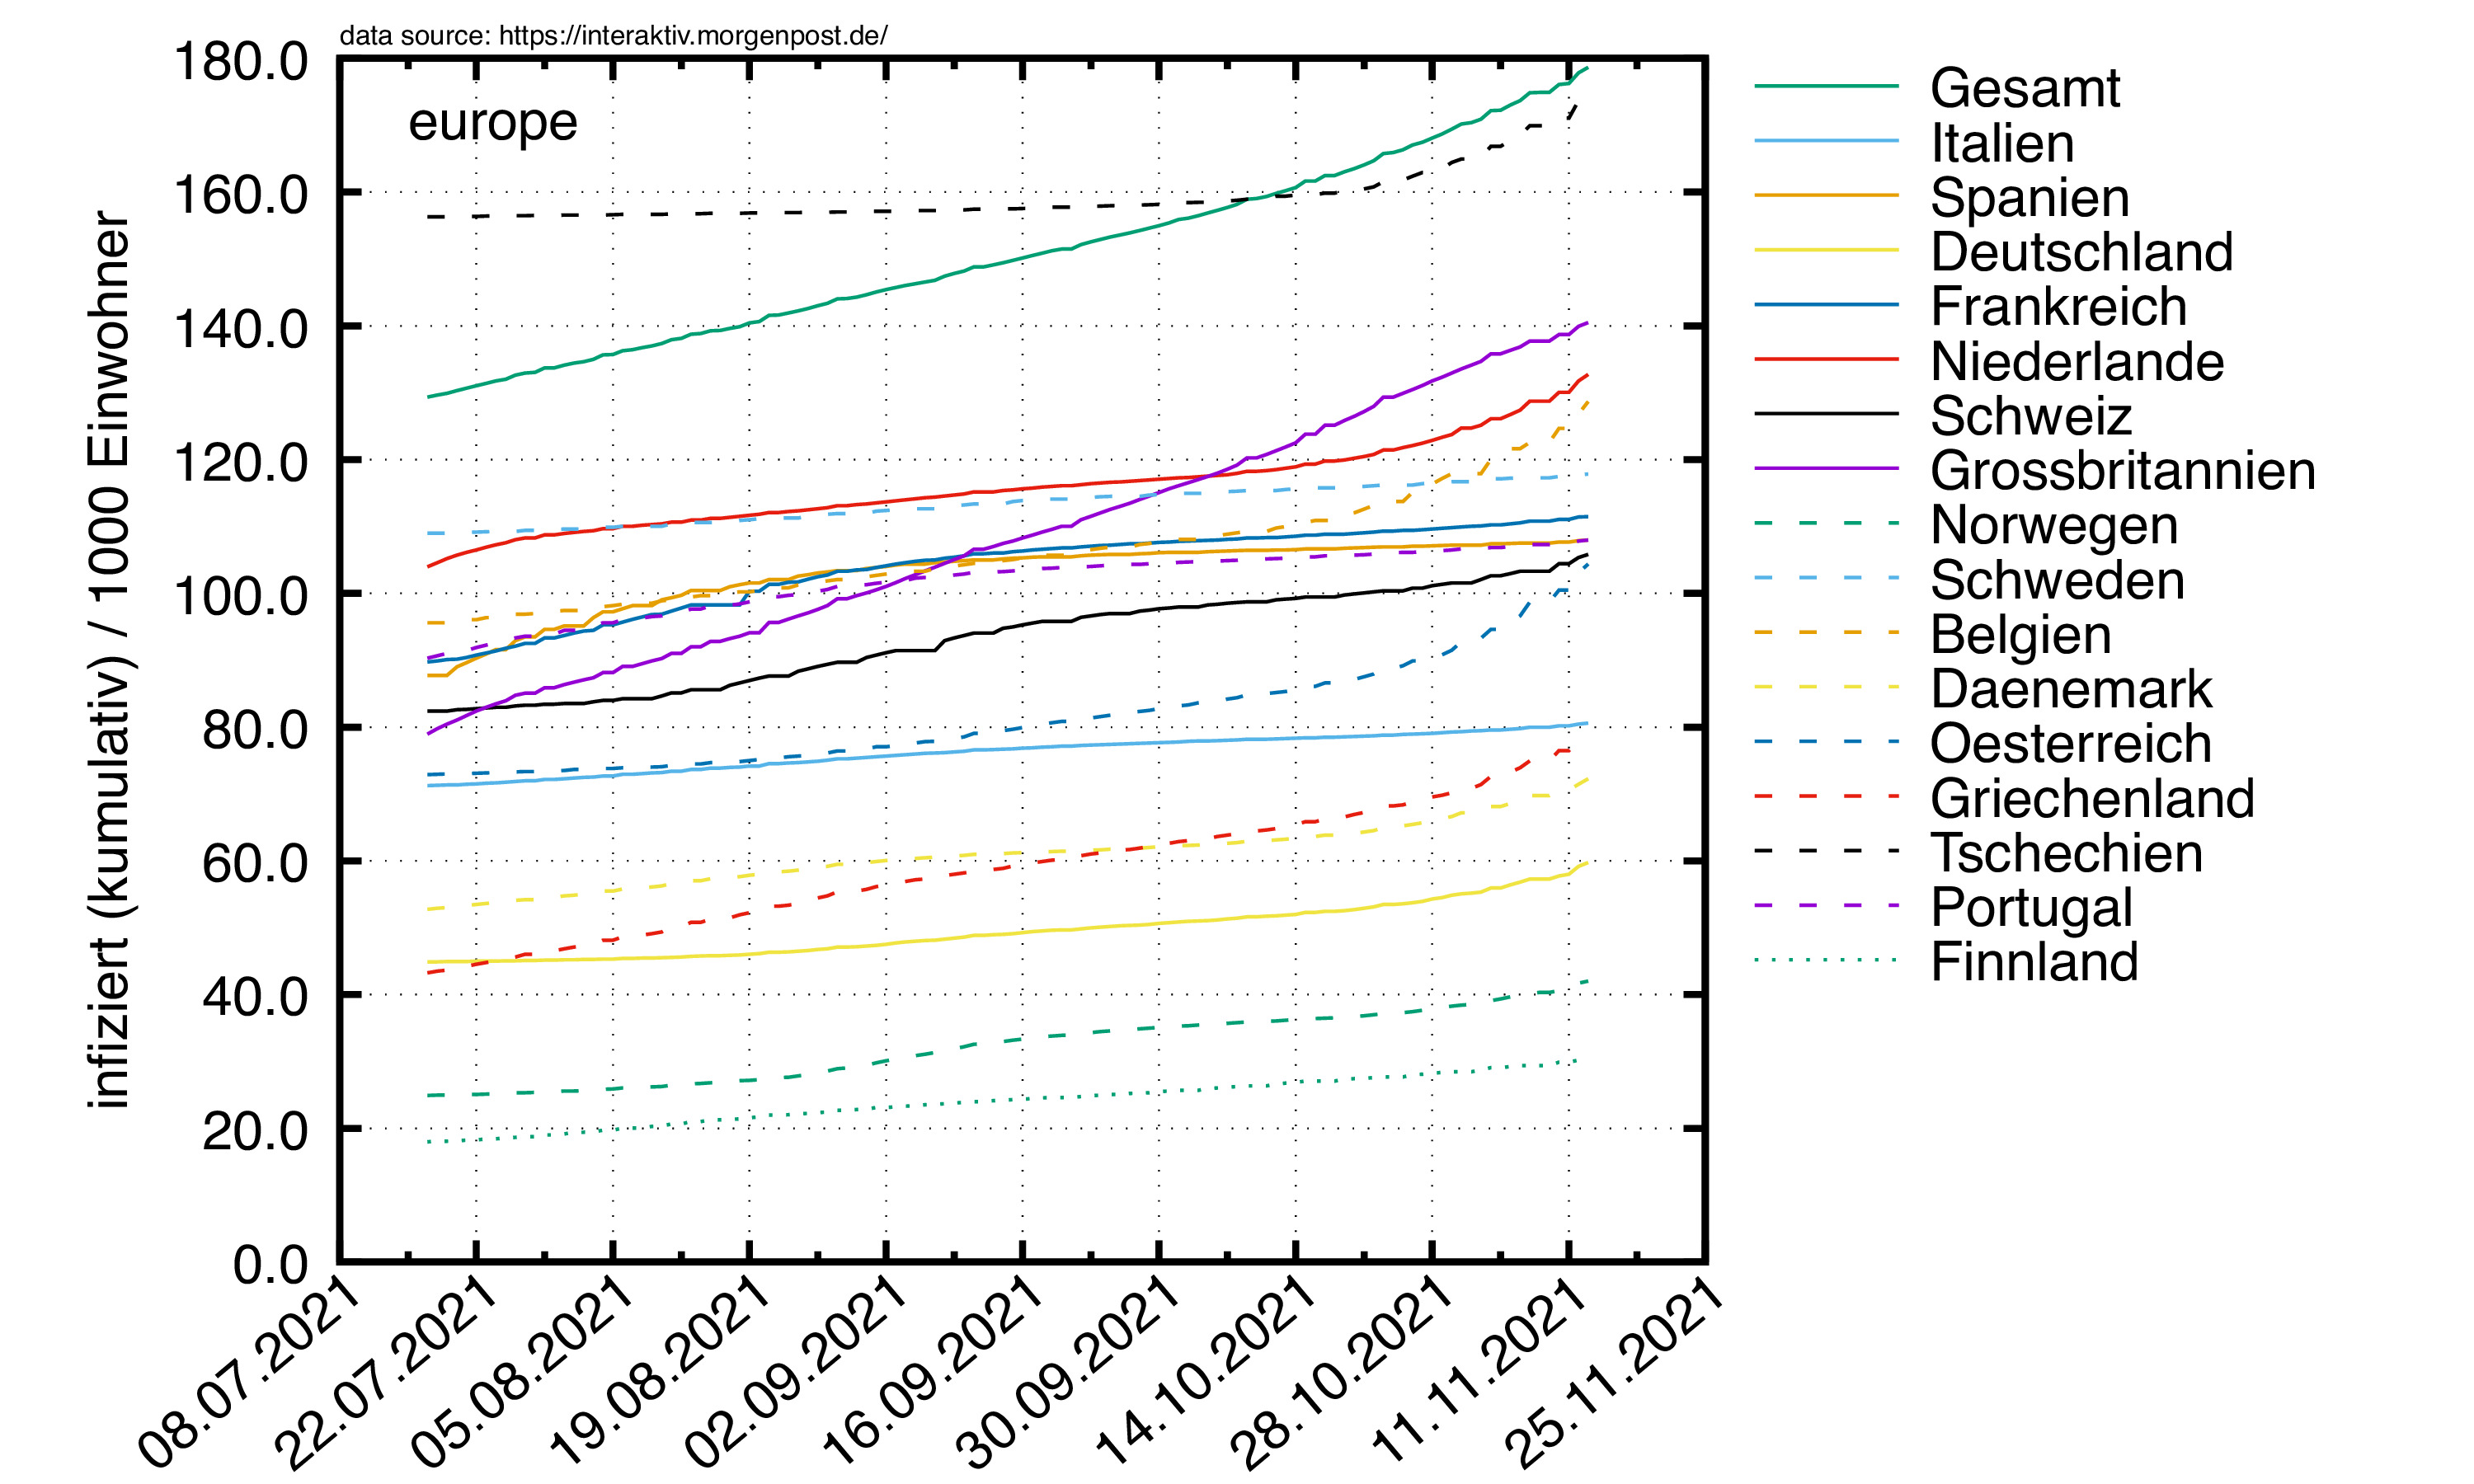 data source: https://interaktiv.morgenpost.de/
europe
infiziert (kumulativ) / 1000 Einwohner
180.0
160.0
140.0
120.0
100.0
80.0
60.0
40.0
20.0
0.0
08.07.2021
22.07.2021
05.08.2021
19.08.2021
02.09.2021
16.09.2021
30.09.2021
14.10.2021
28.10.2021
11.11.2021
25.11.2021
Gesamt
Italien
Spanien
Deutschland
Frankreich
Niederlande
Schweiz
Grossbritannien
Norwegen
Schweden
Belgien
Daenemark
Oesterreich
Griechenland
Tschechien
Portugal
Finnland